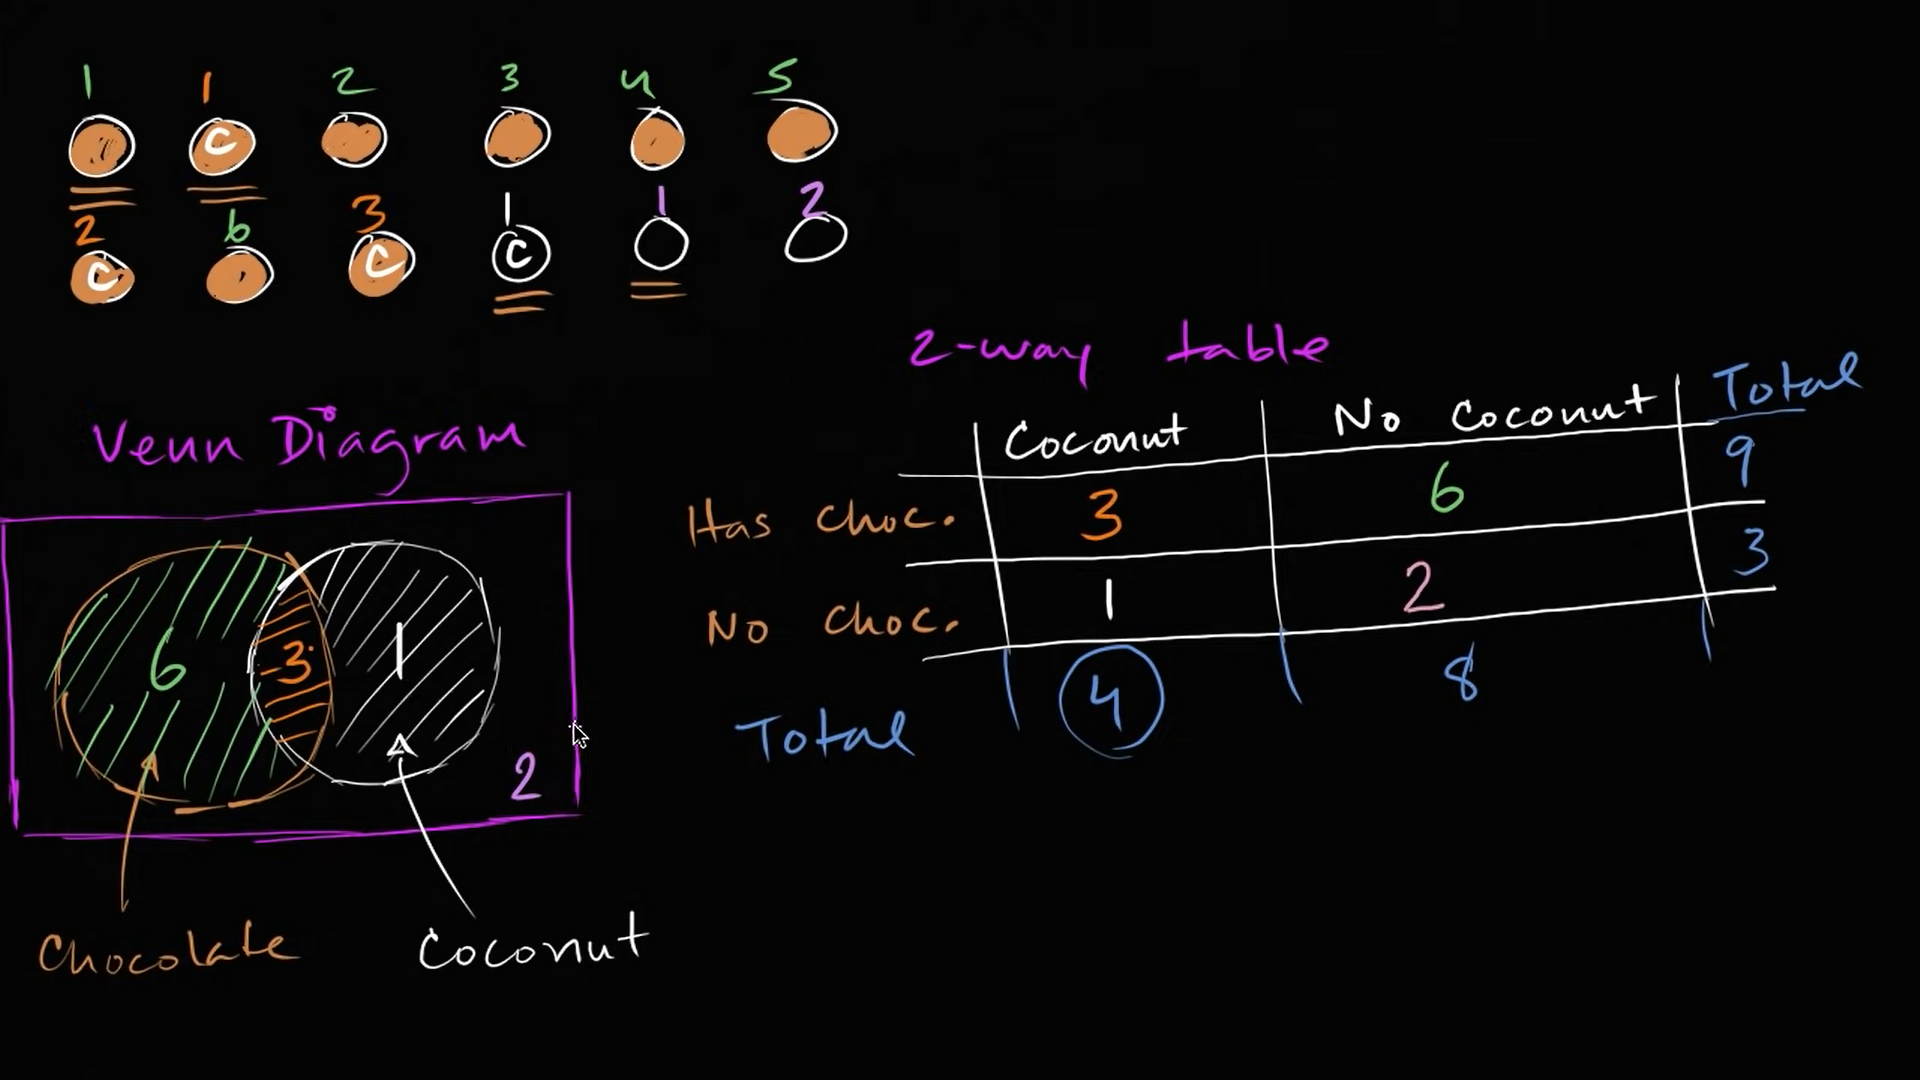 1 1 2 3 4 5
C
2 6 3 1 1 2
C C C
2-way table
Total
Coconut No Coconut
Has choc. 3 6 9
No choc. 1 2 3
Total 4 8
Venn Diagram
6 3 1
2
Chocolate Coconut